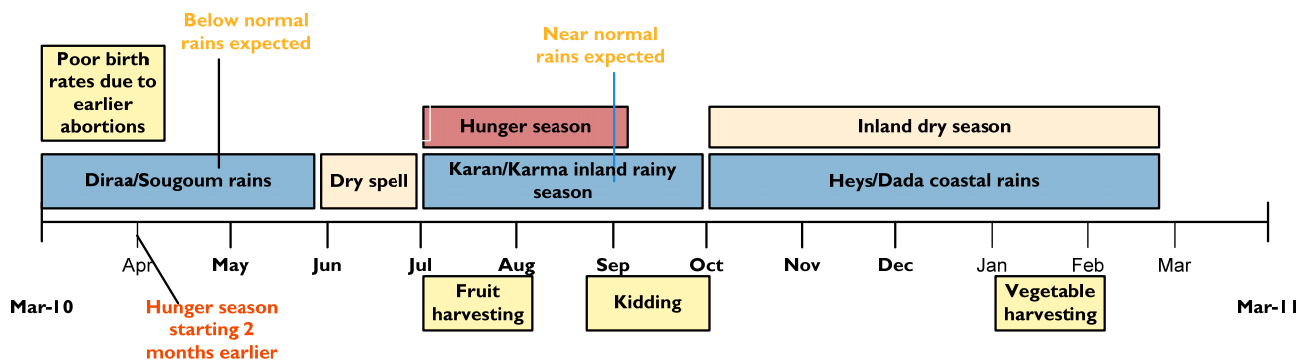 Below normal
rains expected
Near normal
rains expected
Poor birth
rates due to
earlier
abortions
Hunger season
Inland dry season
Diraa/Sougoum rains
Dry spell
Karan/Karma inland rainy
season
Heys/Dada coastal rains
Apr
May
Jun
Jul
Aug
Sep
Oct
Nov
Dec
Jan
Feb
Mar
Mar-10
Mar-11
Hunger season
starting 2
months earlier
Fruit
harvesting
Kidding
Vegetable
harvesting